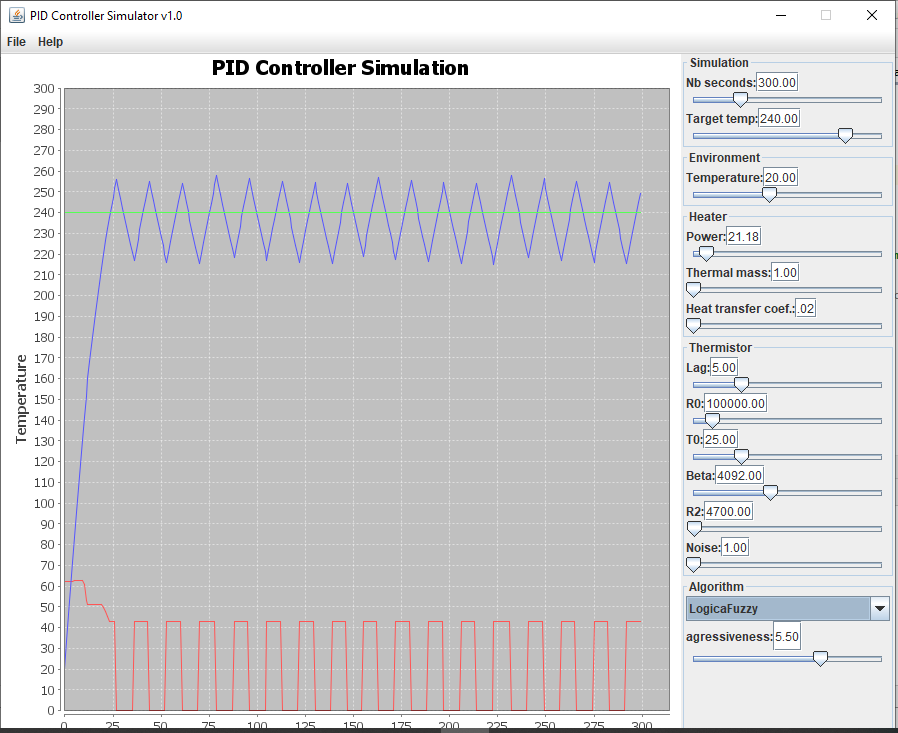 PID Controller Simulator v1.0
File Help
PID Controller Simulation
Temperature
300
290
280
270
260
250
240
230
220
210
200
190
180
170
160
150
140
130
120
110
100
90
80
70
60
50
40
30
20
10
0
0 25 50 75 100 125 150 175 200 225 250 275 300
Simulation
Nb seconds: 300.00
Target temp: 240.00
Environment
Temperature: 20.00
Heater
Power: 21.18
Thermal mass: 1.00
Heat transfer coef.: .02
Thermistor
Lag: 5.00
R0: 100000.00
T0: 25.00
Beta: 4092.00
R2: 4700.00
Noise: 1.00
Algorithm
LogicaFuzzy
agressiveness: 5.50